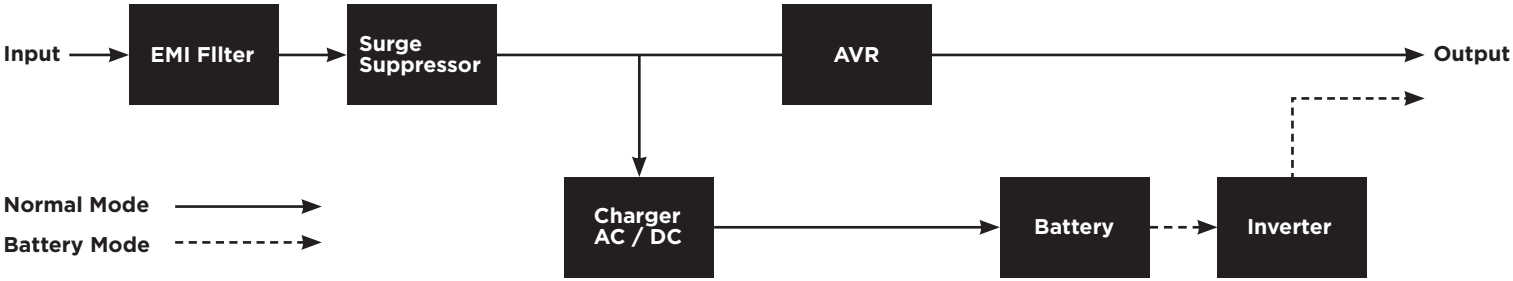 Input
EMI FIlter
Surge
Suppressor
AVR
Output
Normal Mode
Battery Mode
Charger
AC / DC
Battery
Inverter